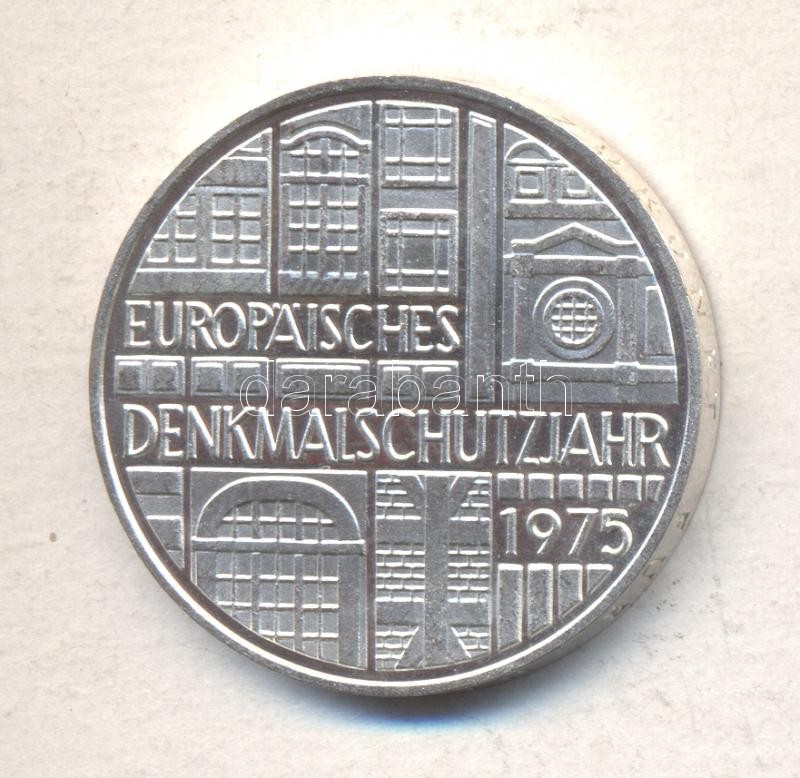 EUROPÄISCHES
darabanth
DENKMALSCHUTZJAHR
1975